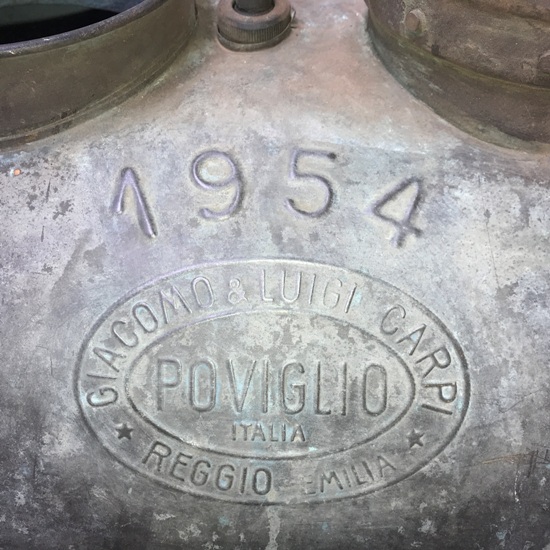 1954
GIACOMO & LUIGI CARPI
POVIGLIO
ITALIA
★ REGGIO EMILIA ★